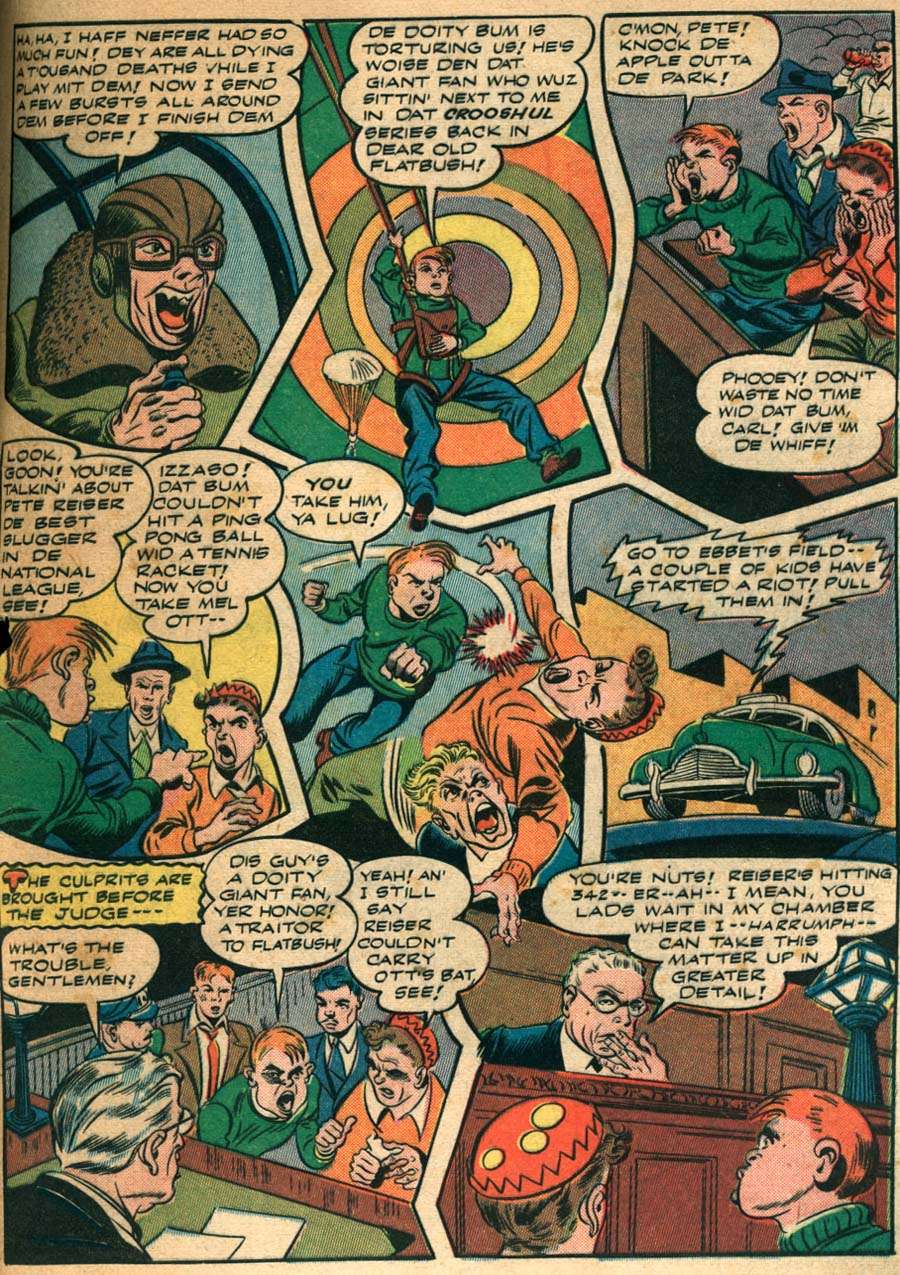 HA, HA, I HAFF NEFFER HAD SO
MUCH FUN! DEY ARE ALL DYING
A TOUSAND DEATHS VHILE I
PLAY MIT DEM! NOW I SEND
A FEW BURSTS ALL AROUND
DEM BEFORE I FINISH DEM
OFF!
DE DOITY BUM IS
TORTURING US! HE'S
WOISE DEN DAT
GIANT FAN WHO WUZ
SITTIN' NEXT TO ME
IN DAT CROOSHUL
SERIES BACK IN
DEAR OLD
FLATBUSH!
C'MON, PETE!
KNOCK DE
APPLE OUTTA
DE PARK!
PHOOEY! DON'T
WASTE NO TIME
WID DAT BUM,
CARL! GIVE 'IM
DE WHIFF!
LOOK,
GOON! YOU'RE
TALKIN' ABOUT
PETE REISER
DE BEST
SLUGGER
IN DE
NATIONAL
LEAGUE,
SEE!
IZZASO!
DAT BUM
COULDN'T
HIT A PING
PONG BALL
WID A TENNIS
RACKET!
NOW YOU
TAKE MEL
OTT--
YOU
TAKE HIM,
YA LUG!
GO TO EBBET'S FIELD--
A COUPLE OF KIDS HAVE
STARTED A RIOT! PULL
THEM IN!
THE CULPRITS ARE
BROUGHT BEFORE
THE JUDGE---
WHAT'S THE
TROUBLE,
GENTLEMEN?
DIS GUY'S
A DOITY
GIANT FAN,
YER HONOR!
A TRAITOR
TO FLATBUSH!
YEAH! AN'
I STILL
SAY
REISER
COULDN'T
CARRY
OTT'S BAT,
SEE!
YOU'RE NUTS! REISER'S HITTING
342-- ER--AH-- I MEAN, YOU
LADS WAIT IN MY CHAMBER
WHERE I --HARRUMPH--
CAN TAKE THIS
MATTER UP IN
GREATER
DETAIL!